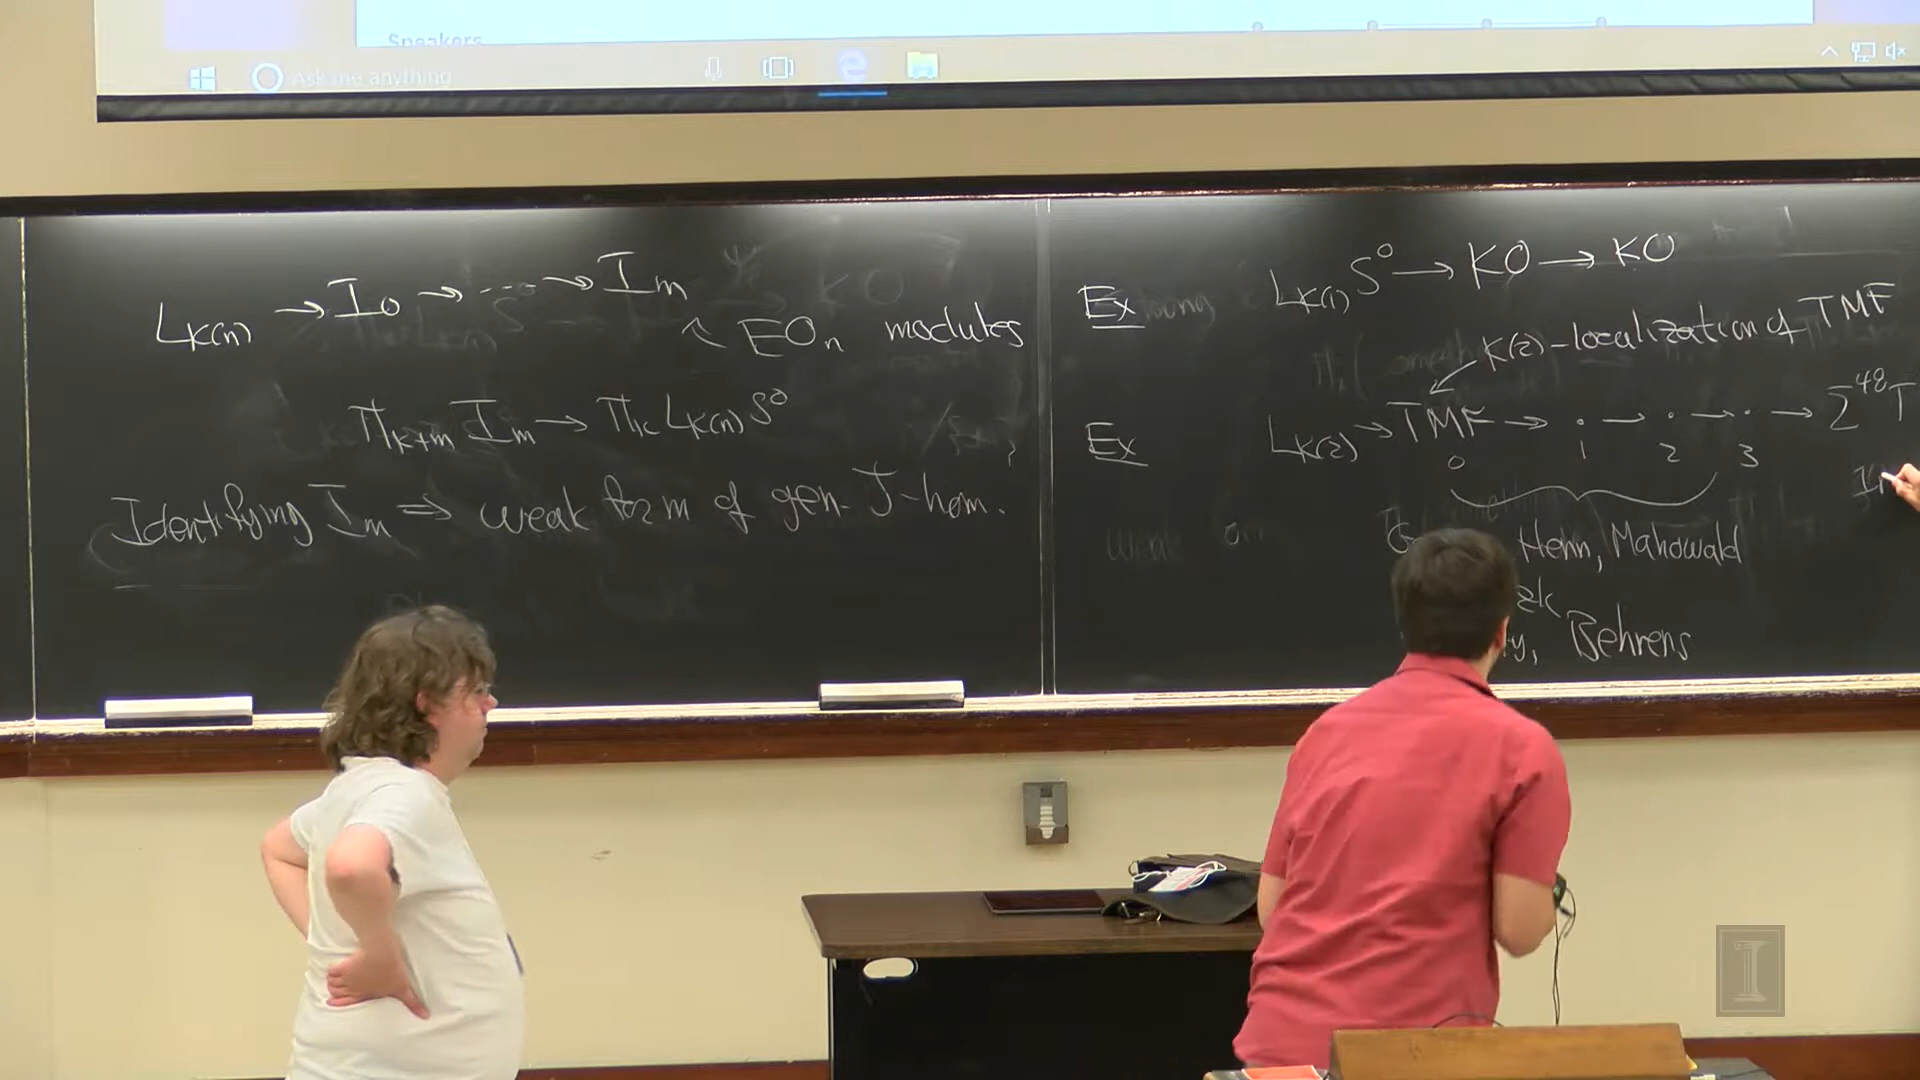 Speakers
Ask me anything
L_{K(n)} → I_0 → ---- → I_m
↖ EO_n modules
π_{k+m} I_m → π_k L_{K(n)} S^0
Identifying I_m ⇒ weak form of gen. J-hom.
Ex L_{K(1)} S^0 → KO → KO
K(2)-localization of TMF
Ex L_{K(2)} → TMF → · → · → · → Σ^{48} T
0 1 2 3
Henn, Mahowald
Behrens